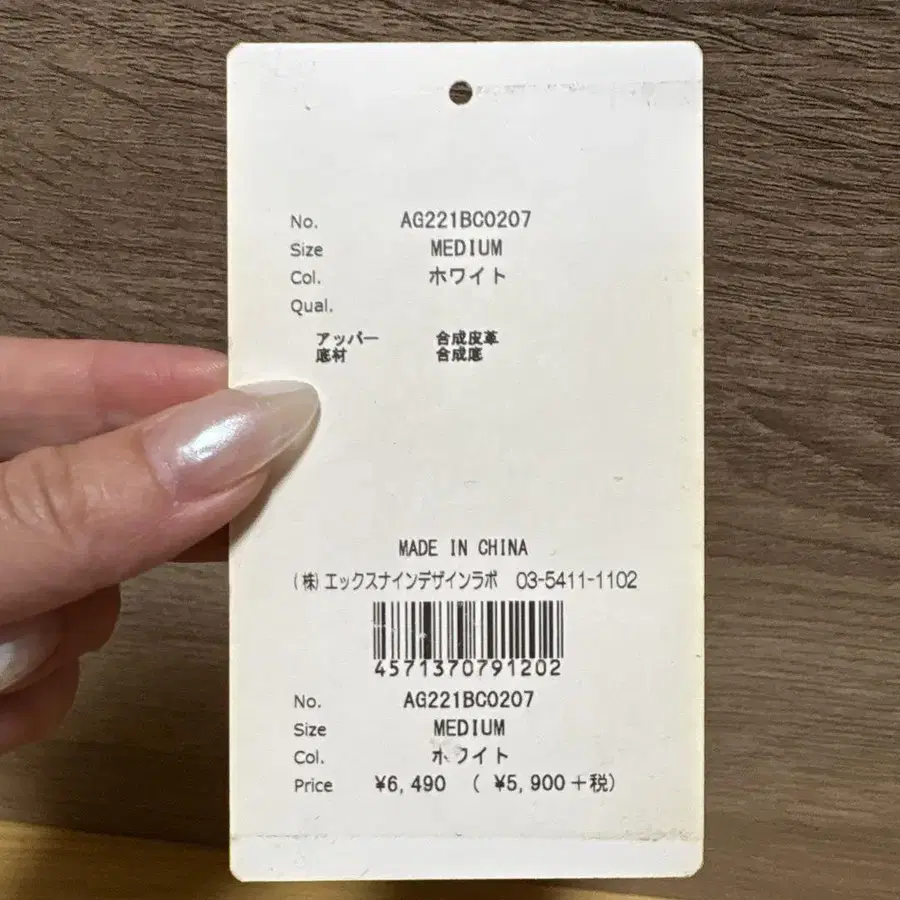 No. AG221BC0207
Size MEDIUM
Col. ホワイト
Qual.
アッパー 合成皮革
底材 合成底
MADE IN CHINA
(株)エックスナインデザインラボ 03-5411-1102
4571370791202
No. AG221BC0207
Size MEDIUM
Col. ホワイト
Price ¥6,490 ( ¥5,900+税)